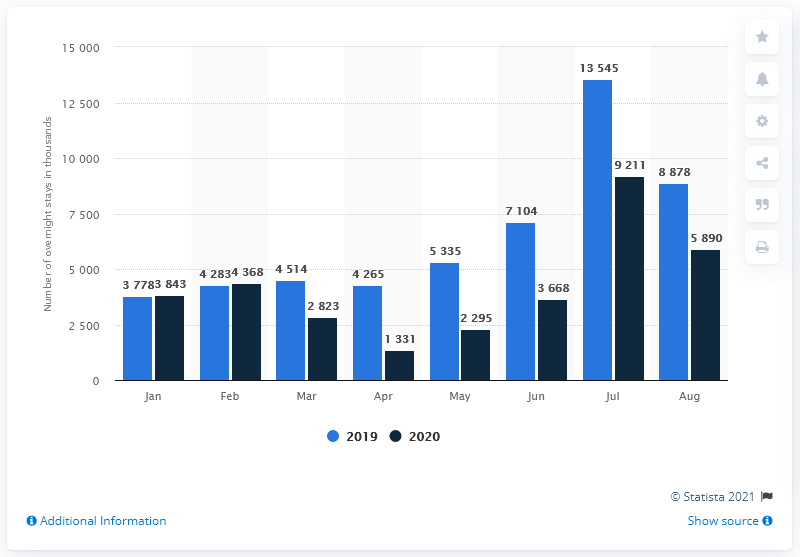 15 000
12 500
10 000
7 500
5 000
2 500
0
Number of overnight stays in thousands
3 778 3 843 4 283 4 368 4 514 2 823 4 265 1 331 5 335 2 295 7 104 3 668 13 545 9 211 8 878 5 890
Jan Feb Mar Apr May Jun Jul Aug
2019 2020
© Statista 2021
Additional Information Show source